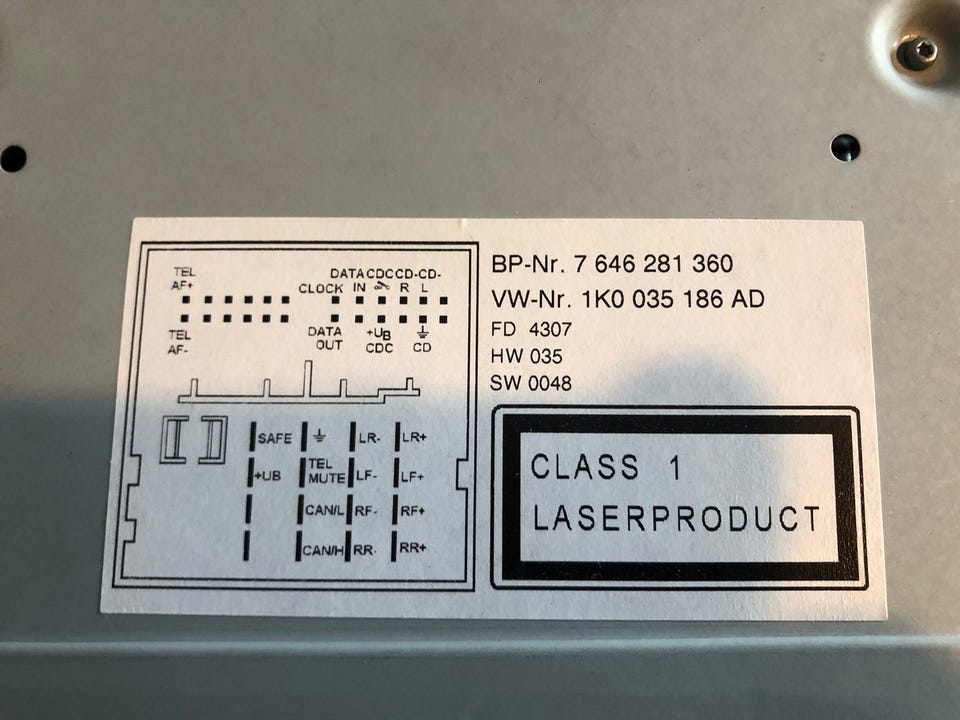 TEL
AF+
DATA CDC CD- CD-
CLOCK IN R L
TEL
AF-
DATA
OUT
+UB
CDC
CD
SAFE LR- LR+
+UB TEL
MUTE LF- LF+
CAN/L RF- RF+
CAN/H RR- RR+
BP-Nr. 7 646 281 360
VW-Nr. 1K0 035 186 AD
FD 4307
HW 035
SW 0048
CLASS 1
LASERPRODUCT